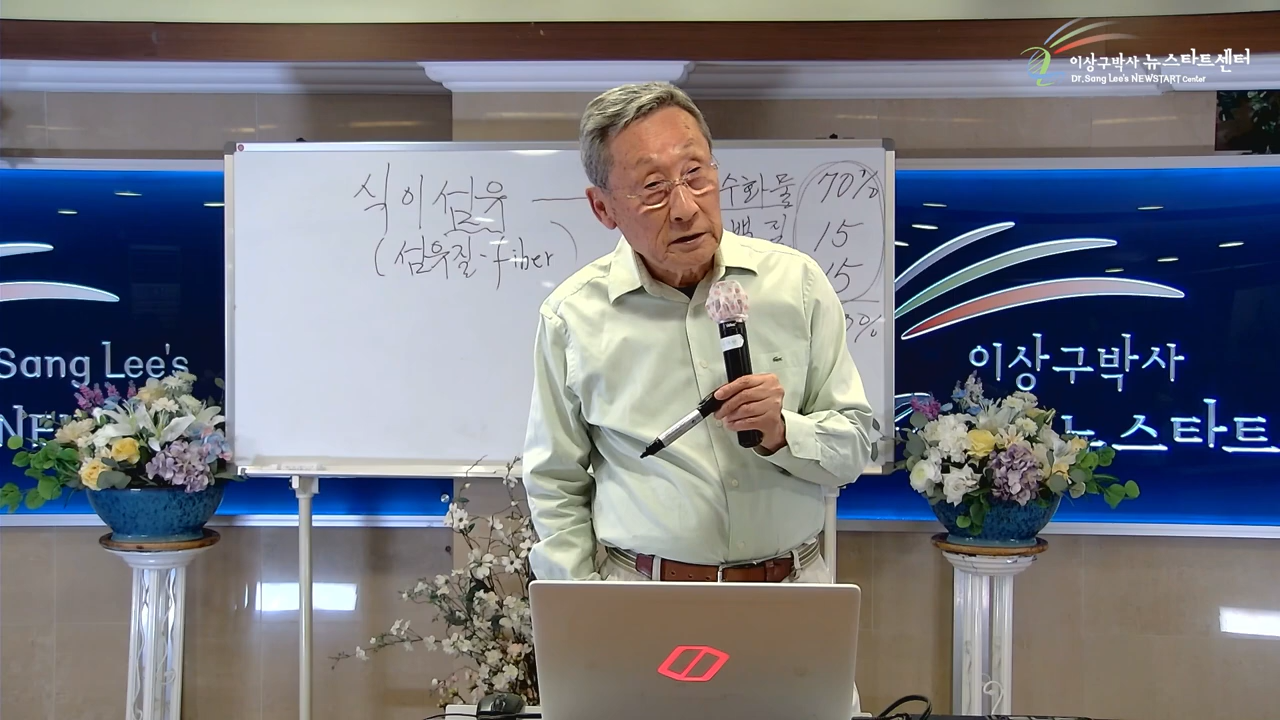 이상구박사 뉴스타트센터
Dr. Sang Lee's NEWSTART Center
식이섬유 — 수화물 70%
(섬유질-fiber) 백질 15
15
0%
Sang Lee's
NEW
이상구박사
뉴스타트